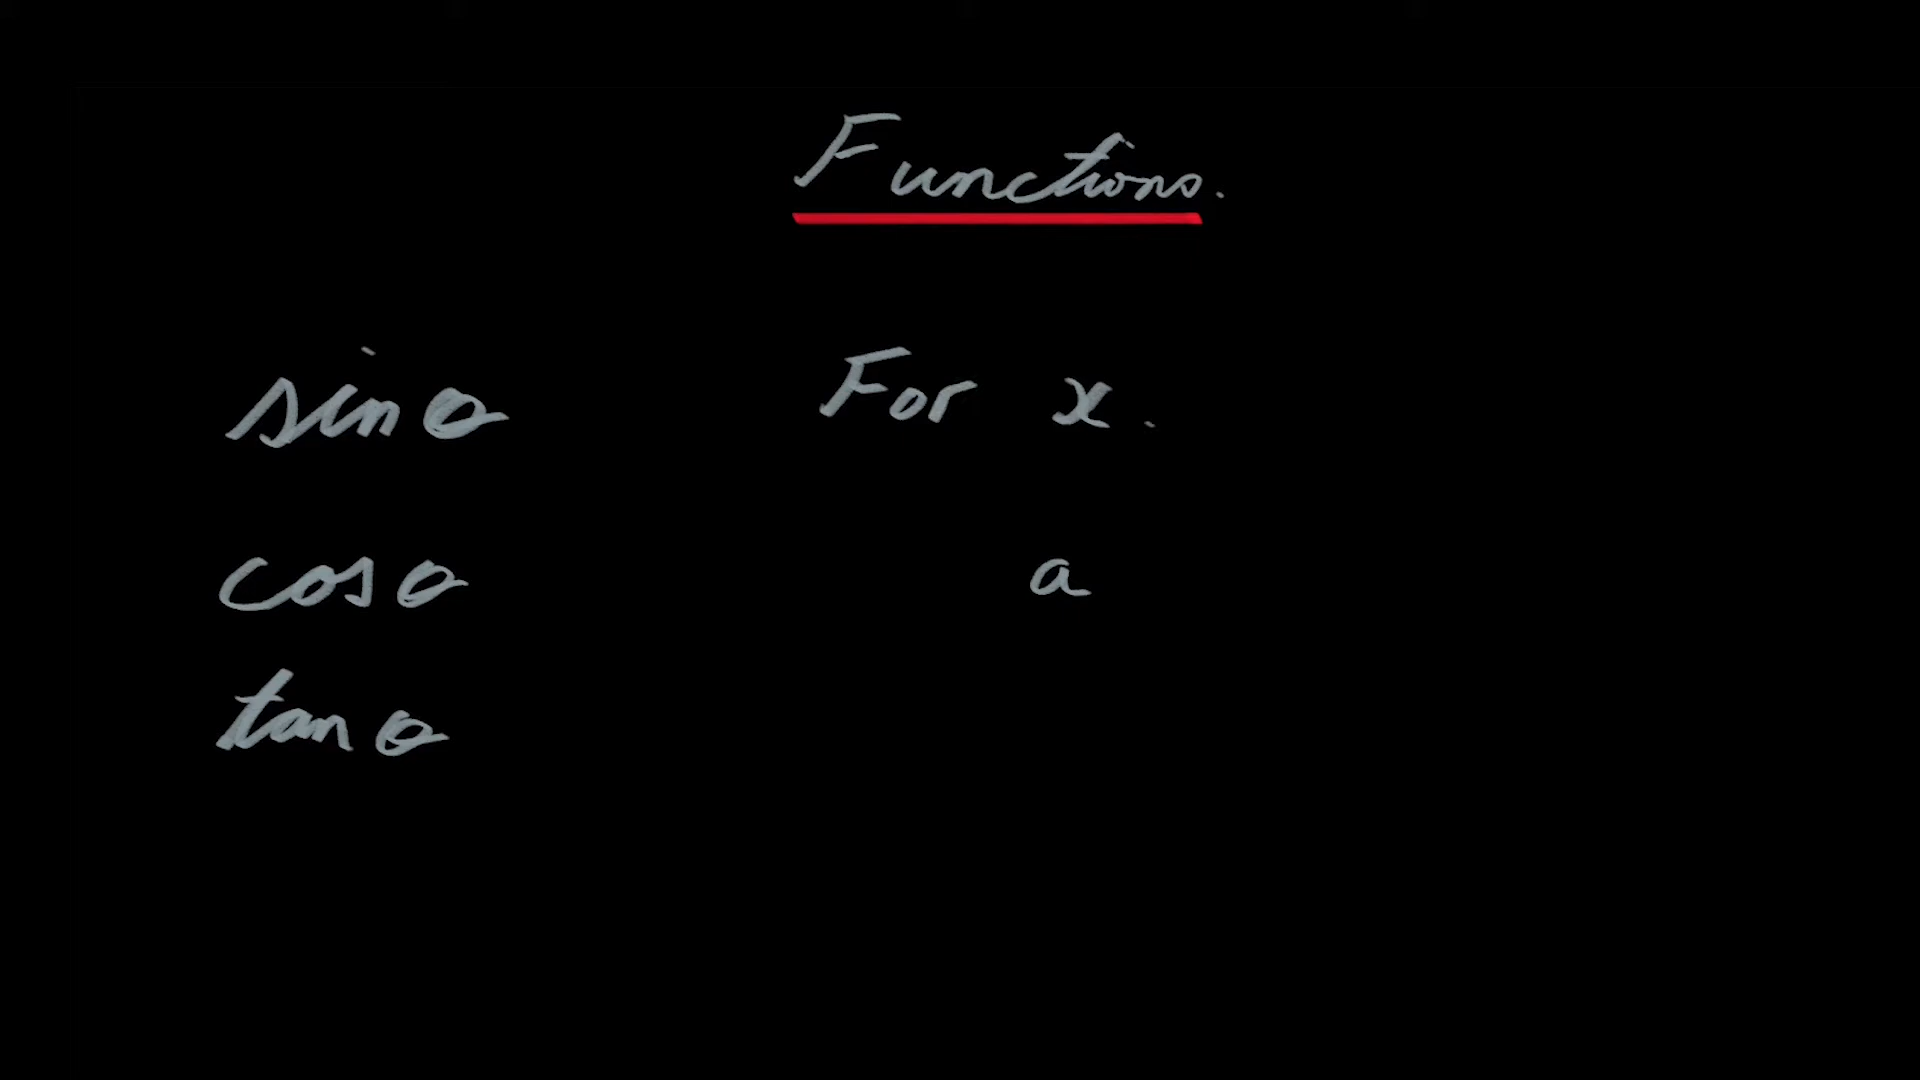 Functions.
sin θ For x.
cos θ a
tan θ